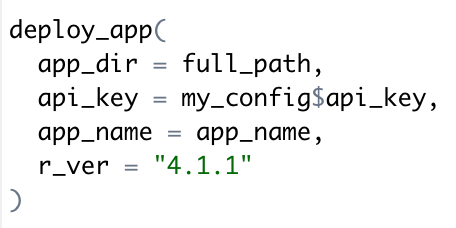 deploy_app(
  app_dir = full_path,
  api_key = my_config$api_key,
  app_name = app_name,
  r_ver = "4.1.1"
)